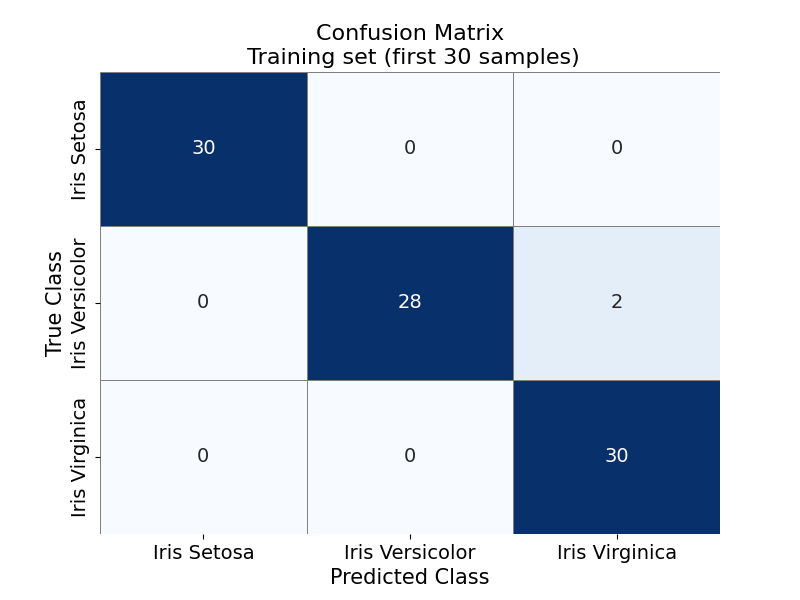 Confusion Matrix
Training set (first 30 samples)
True Class
Iris Setosa
30 0 0
Iris Versicolor
0 28 2
Iris Virginica
0 0 30
Iris Setosa Iris Versicolor Iris Virginica
Predicted Class